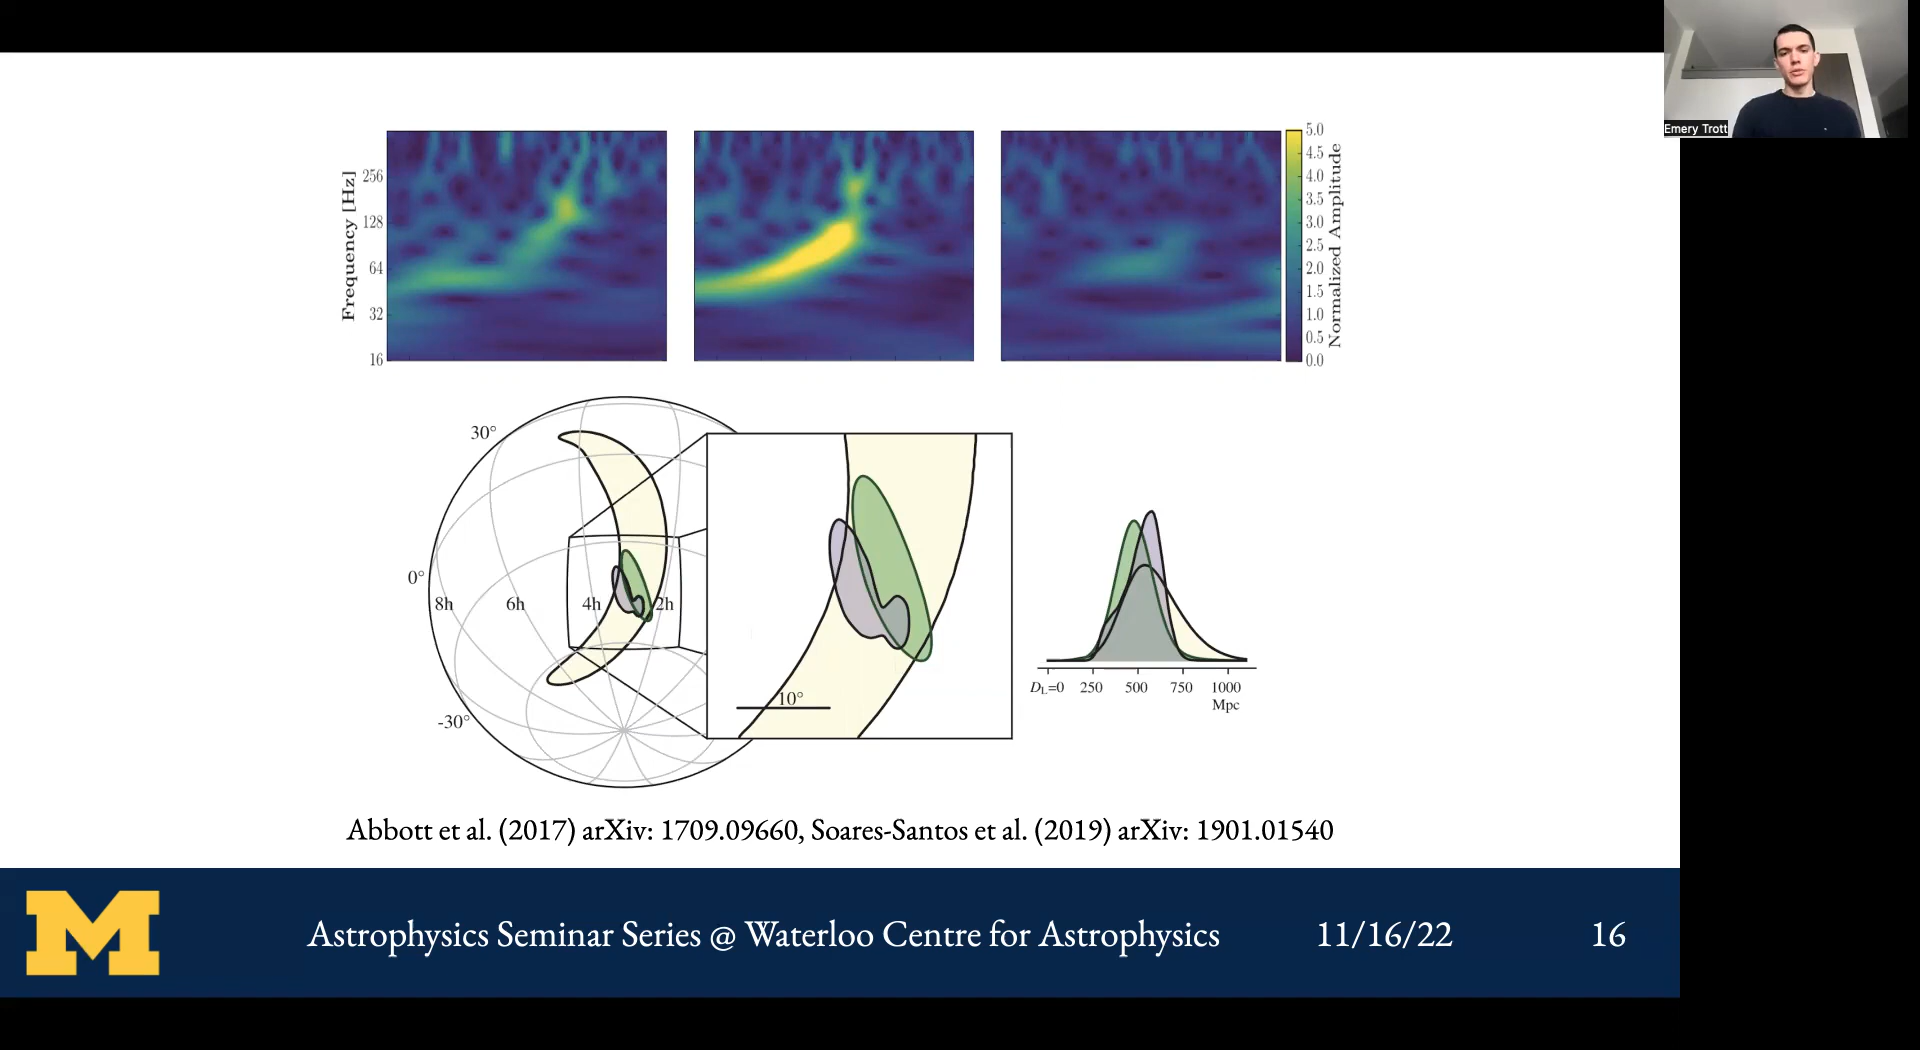 Emery Trott
Frequency [Hz]
256
128
64
32
16
5.0
4.5
4.0
3.5
3.0
2.5
2.0
1.5
1.0
0.5
0.0
Normalized Amplitude
30°
0°
-30°
8h
6h
4h
2h
10°
DL=0
250
500
750
1000
Mpc
Abbott et al. (2017) arXiv: 1709.09660, Soares-Santos et al. (2019) arXiv: 1901.01540
M
Astrophysics Seminar Series @ Waterloo Centre for Astrophysics
11/16/22
16